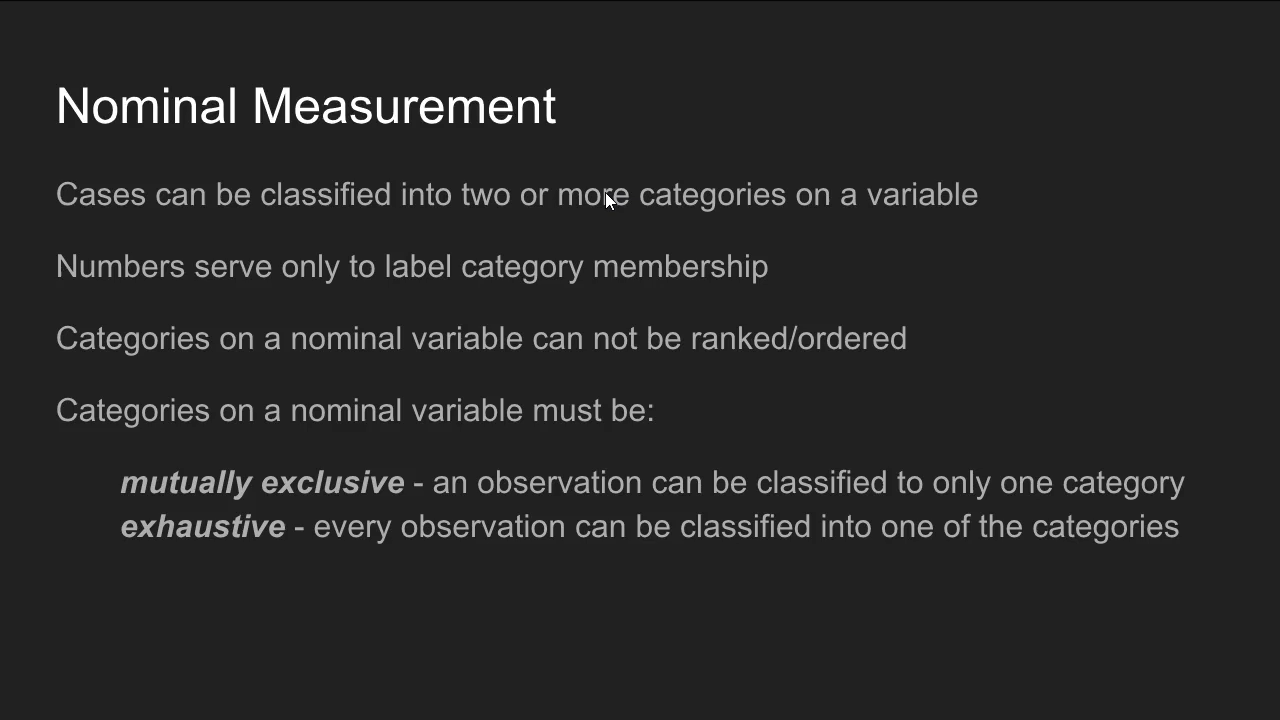 Nominal Measurement
Cases can be classified into two or more categories on a variable
Numbers serve only to label category membership
Categories on a nominal variable can not be ranked/ordered
Categories on a nominal variable must be:
mutually exclusive - an observation can be classified to only one category
exhaustive - every observation can be classified into one of the categories